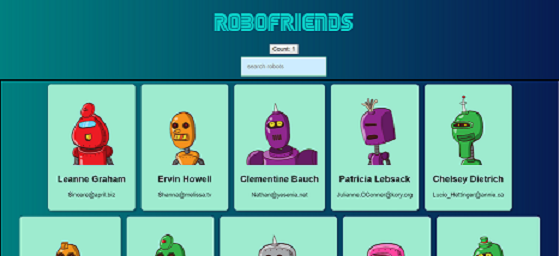 ROBOFRIENDS
Count: 1
search robots
Leanne Graham
Ervin Howell
Clementine Bauch
Patricia Lebsack
Chelsey Dietrich
Sincere@april.biz
Shanna@melissa.tv
Nathan@yesenia.net
Julianne.OConner@kory.org
Lucio_Hettinger@annie.ca